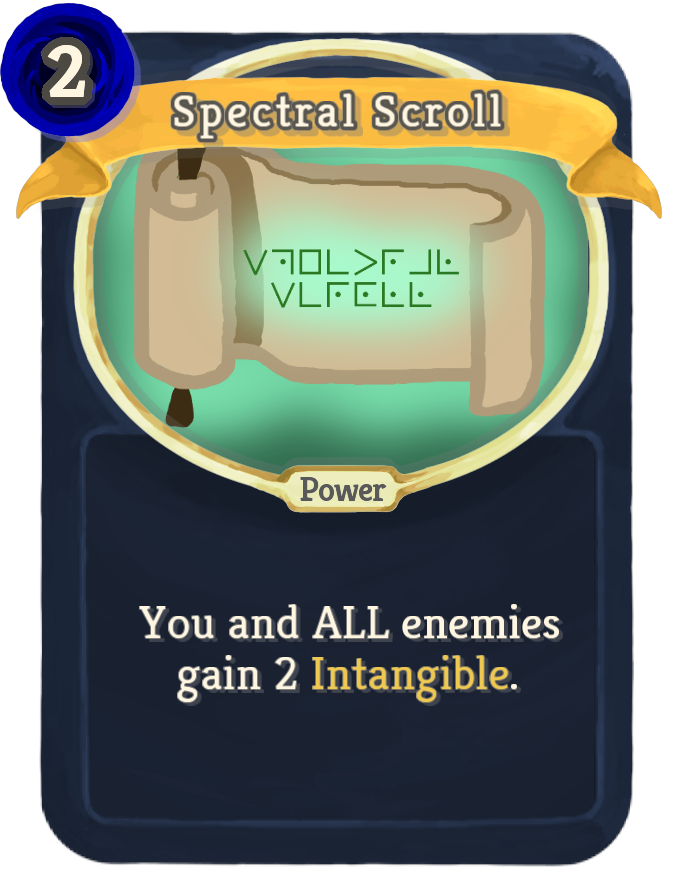 2
Spectral Scroll
Power
You and ALL enemies
gain 2 Intangible.